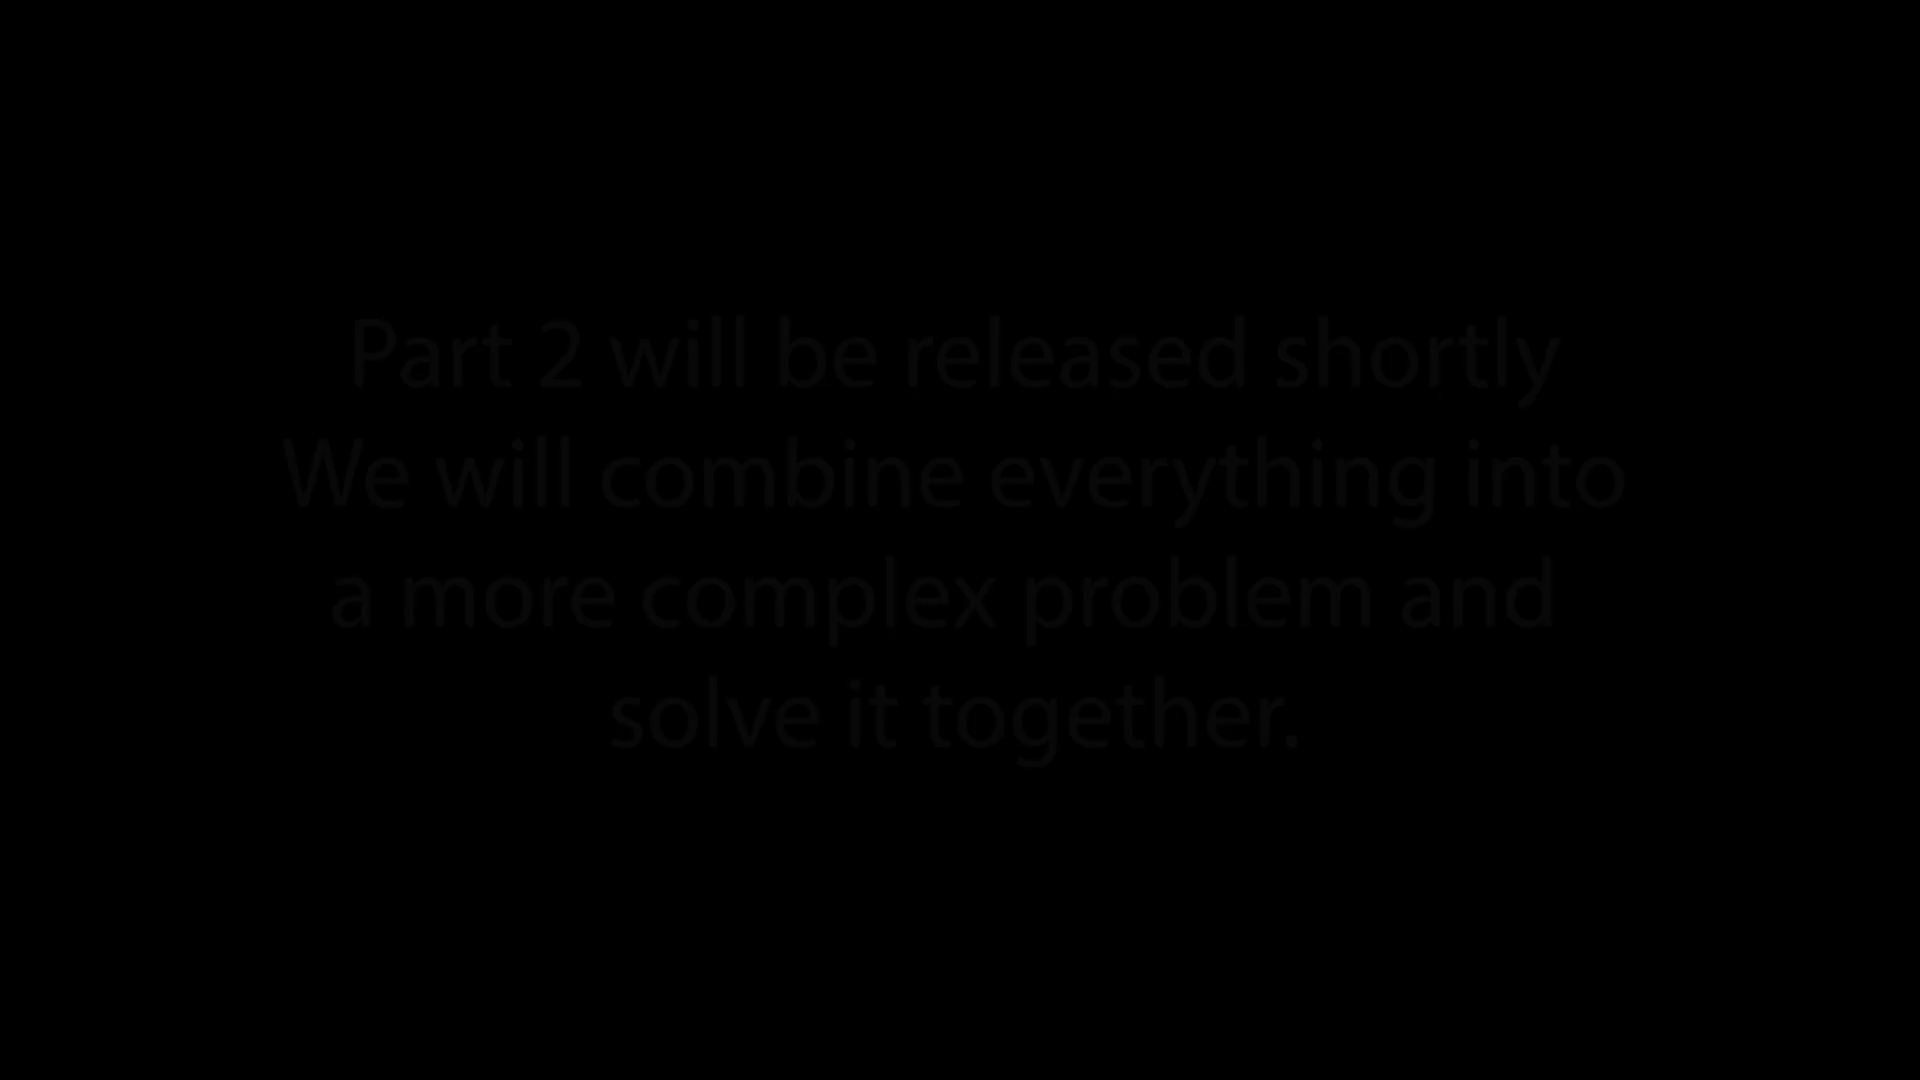 Part 2 will be released shortly
We will combine everything into
a more complex problem and
solve it together.